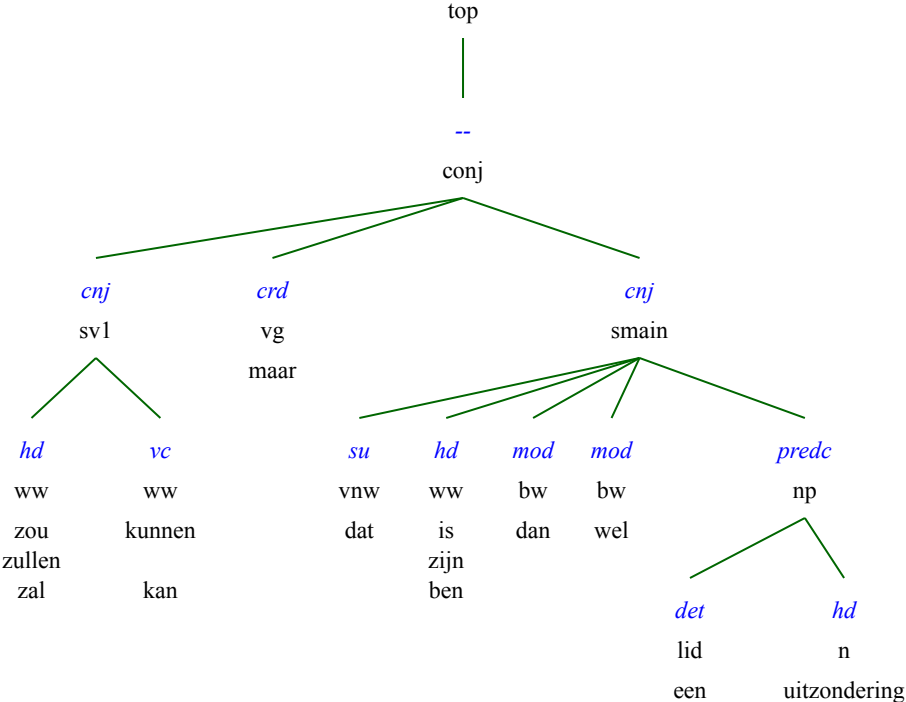 top
--
conj
cnj crd cnj
sv1 vg smain
maar
hd vc su hd mod mod predc
ww ww vnw ww bw bw np
zou kunnen dat is dan wel
zullen zijn
zal kan ben
det hd
lid n
een uitzondering